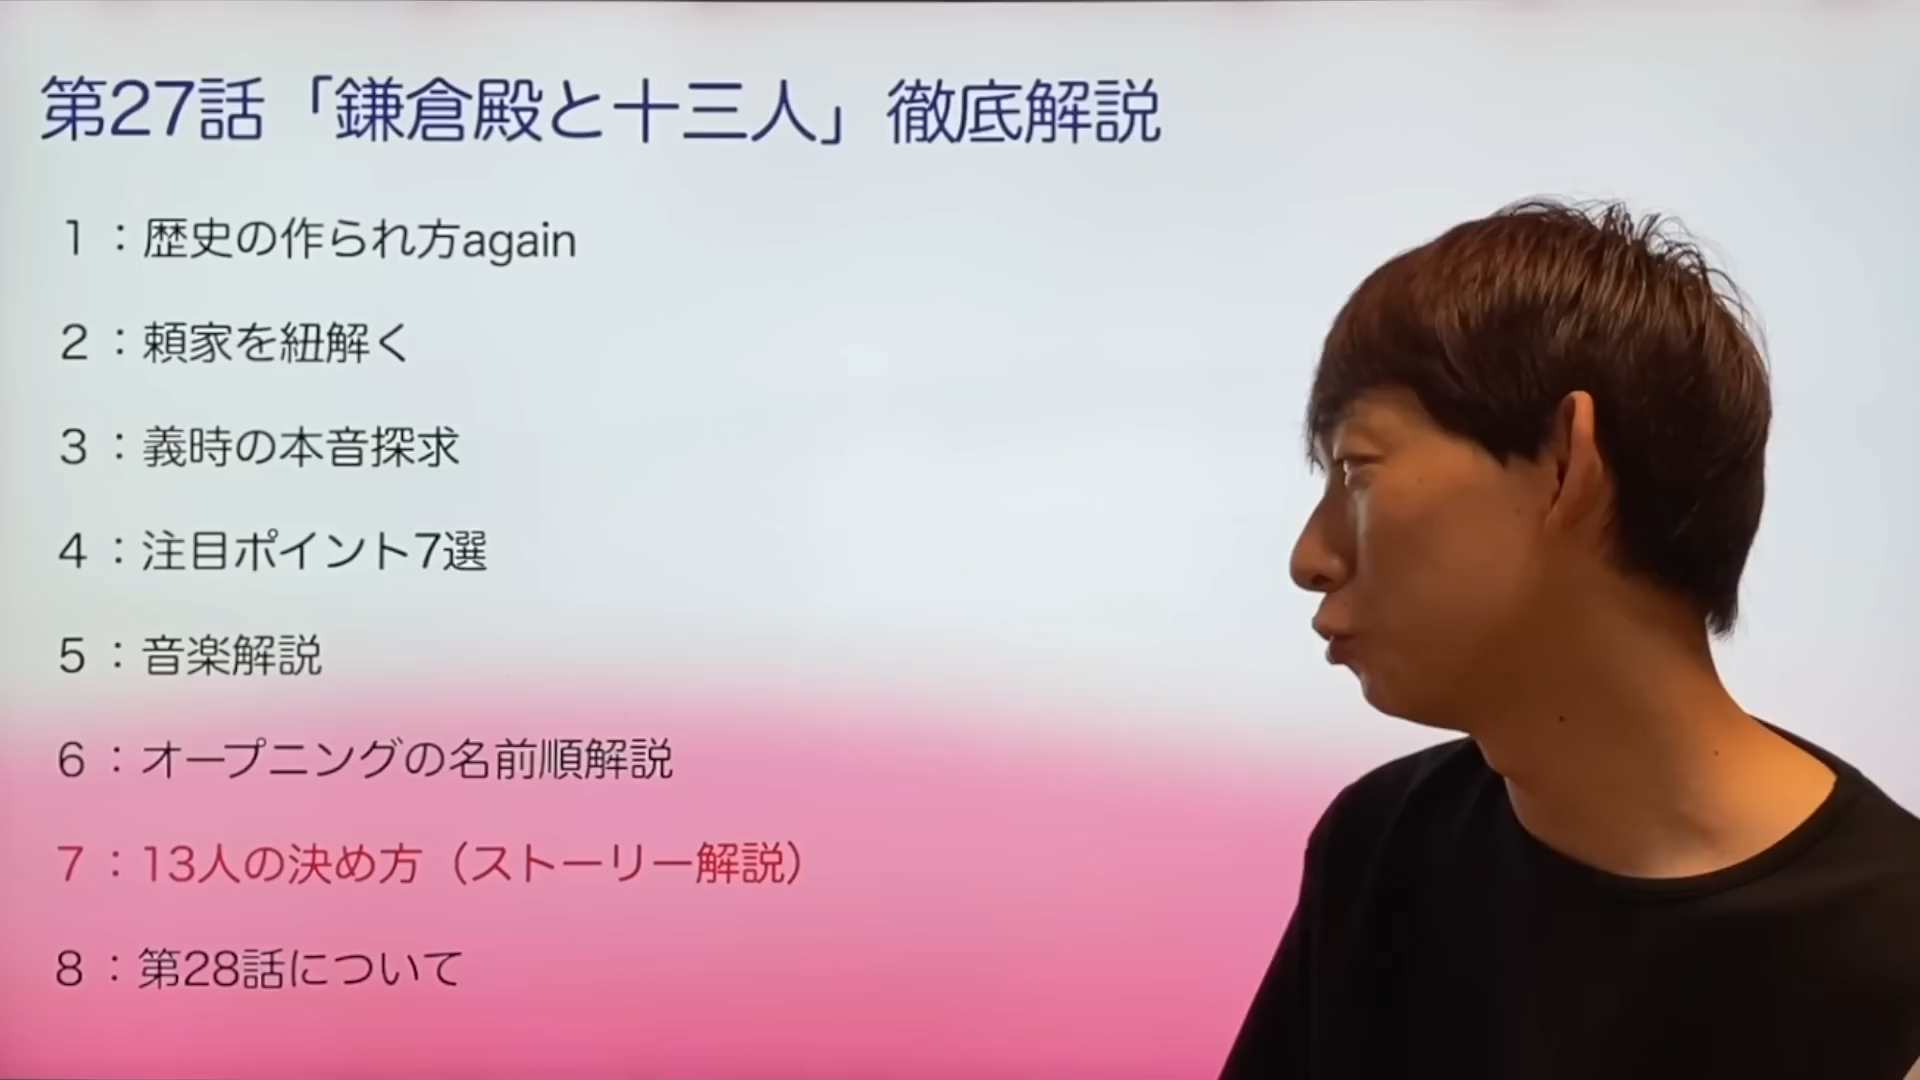 第27話「鎌倉殿と十三人」徹底解説
1：歴史の作られ方again
2：頼家を紐解く
3：義時の本音探求
4：注目ポイント7選
5：音楽解説
6：オープニングの名前順解説
7：13人の決め方（ストーリー解説）
8：第28話について